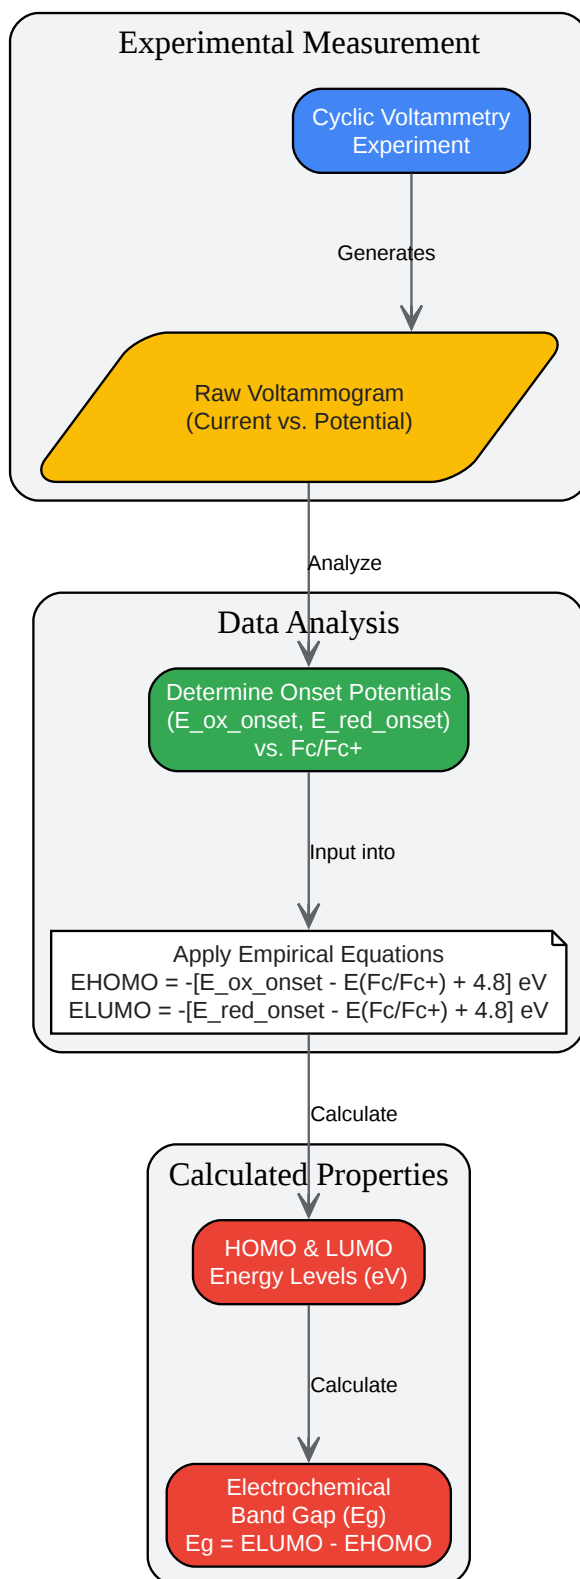 Experimental Measurement
Cyclic Voltammetry
Experiment
Generates
Raw Voltammogram
(Current vs. Potential)
Analyze
Data Analysis
Determine Onset Potentials
(E_ox_onset, E_red_onset)
vs. Fc/Fc+
Input into
Apply Empirical Equations
EHOMO = -[E_ox_onset - E(Fc/Fc+) + 4.8] eV
ELUMO = -[E_red_onset - E(Fc/Fc+) + 4.8] eV
Calculate
Calculated Properties
HOMO & LUMO
Energy Levels (eV)
Calculate
Electrochemical
Band Gap (Eg)
Eg = ELUMO - EHOMO